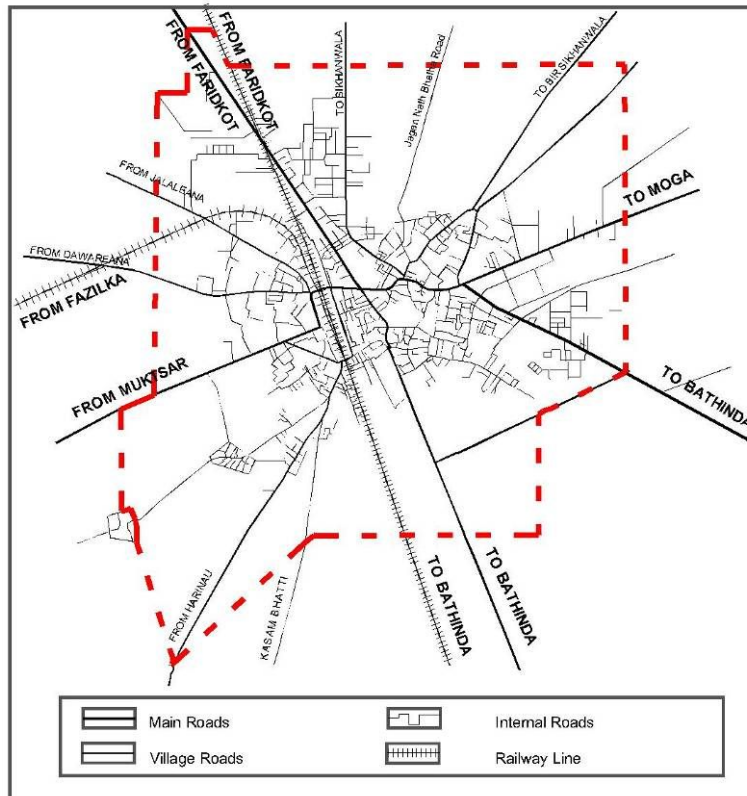 FROM FARIDKOT
FROM FARIDKOT
TO SIKHANWALA
Jagan Nath Bhatha Road
TO BIR SIKHANWALA
FROM JALALEANA
TO MOGA
FROM DAWAREANA
FROM FAZILKA
FROM MUKTSAR
TO BATHINDA
FROM HARINAU
KASAM BHATTI
TO BATHINDA
TO BATHINDA
Main Roads
Internal Roads
Village Roads
Railway Line